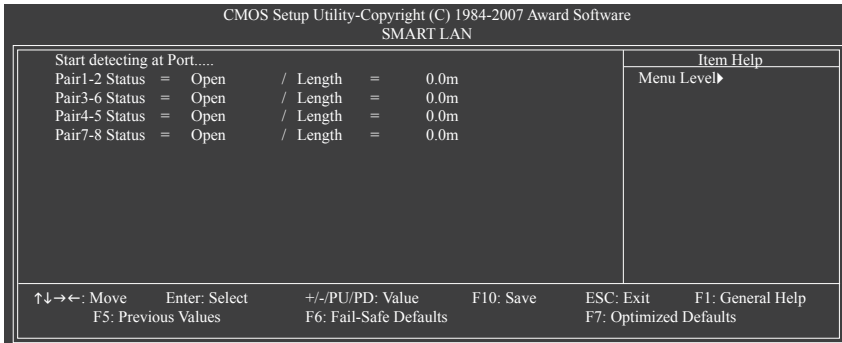 CMOS Setup Utility-Copyright (C) 1984-2007 Award Software
SMART LAN
Start detecting at Port.....
Pair1-2 Status = Open / Length = 0.0m
Pair3-6 Status = Open / Length = 0.0m
Pair4-5 Status = Open / Length = 0.0m
Pair7-8 Status = Open / Length = 0.0m
Item Help
Menu Level▶
↑↓→←: Move Enter: Select +/-/PU/PD: Value F10: Save ESC: Exit F1: General Help
F5: Previous Values F6: Fail-Safe Defaults F7: Optimized Defaults